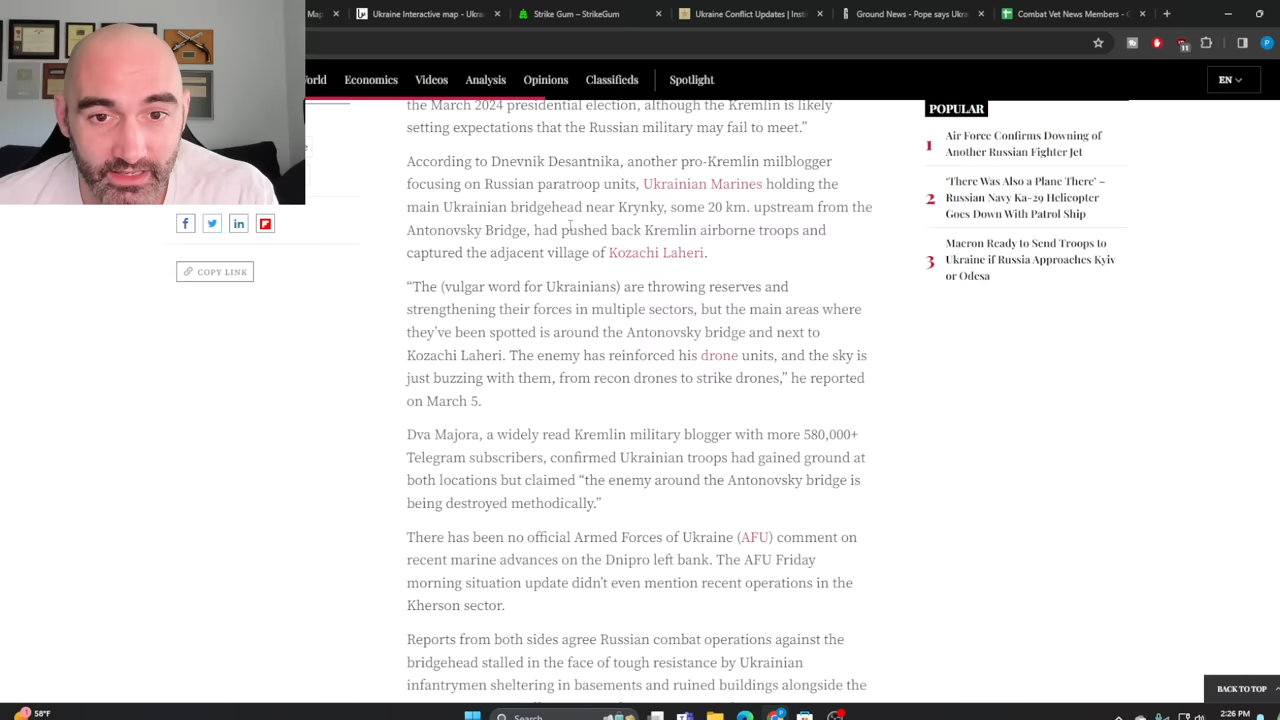 Map
Ukraine Interactive map - Ukra
Strike Gum – StrikeGum
Ukraine Conflict Updates | Inst
Ground News - Pope says Ukr
Combat Vet News Members - G
11
P
World Economics Videos Analysis Opinions Classifieds Spotlight
EN
the March 2024 presidential election, although the Kremlin is likely
setting expectations that the Russian military may fail to meet.”
According to Dnevnik Desantnika, another pro-Kremlin milblogger
focusing on Russian paratroop units, Ukrainian Marines holding the
main Ukrainian bridgehead near Krynky, some 20 km. upstream from the
Antonovsky Bridge, had pushed back Kremlin airborne troops and
captured the adjacent village of Kozachi Laheri.
“The (vulgar word for Ukrainians) are throwing reserves and
strengthening their forces in multiple sectors, but the main areas where
they’ve been spotted is around the Antonovsky bridge and next to
Kozachi Laheri. The enemy has reinforced his drone units, and the sky is
just buzzing with them, from recon drones to strike drones,” he reported
on March 5.
Dva Majora, a widely read Kremlin military blogger with more 580,000+
Telegram subscribers, confirmed Ukrainian troops had gained ground at
both locations but claimed “the enemy around the Antonovsky bridge is
being destroyed methodically.”
There has been no official Armed Forces of Ukraine (AFU) comment on
recent marine advances on the Dnipro left bank. The AFU Friday
morning situation update didn’t even mention recent operations in the
Kherson sector.
Reports from both sides agree Russian combat operations against the
bridgehead stalled in the face of tough resistance by Ukrainian
infantrymen sheltering in basements and ruined buildings alongside the
COPY LINK
POPULAR
1 Air Force Confirms Downing of
Another Russian Fighter Jet
2 ‘There Was Also a Plane There’ –
Russian Navy Ka-29 Helicopter
Goes Down With Patrol Ship
3 Macron Ready to Send Troops to
Ukraine if Russia Approaches Kyiv
or Odesa
BACK TO TOP
1
58°F
Search
2:26 PM